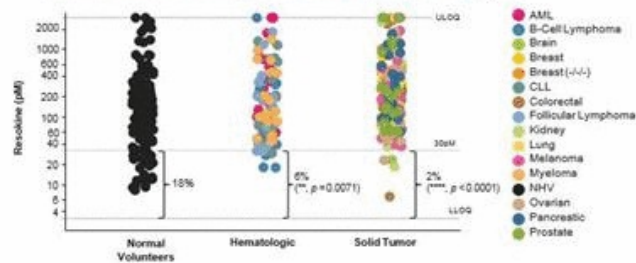 Resokine (pM)
2000
1000
600
400
200
100
60
40
20
10
6
4
ULOQ
30pM
LLOQ
18%
6%
(**, p =0.0071)
2%
(****, p <0.0001)
Normal
Volunteers
Hematologic
Solid Tumor
AML
B-Cell Lymphoma
Brain
Breast
Breast (-/-/-)
CLL
Colorectal
Follicular Lymphoma
Kidney
Lung
Melanoma
Myeloma
NHV
Ovarian
Pancreatic
Prostate